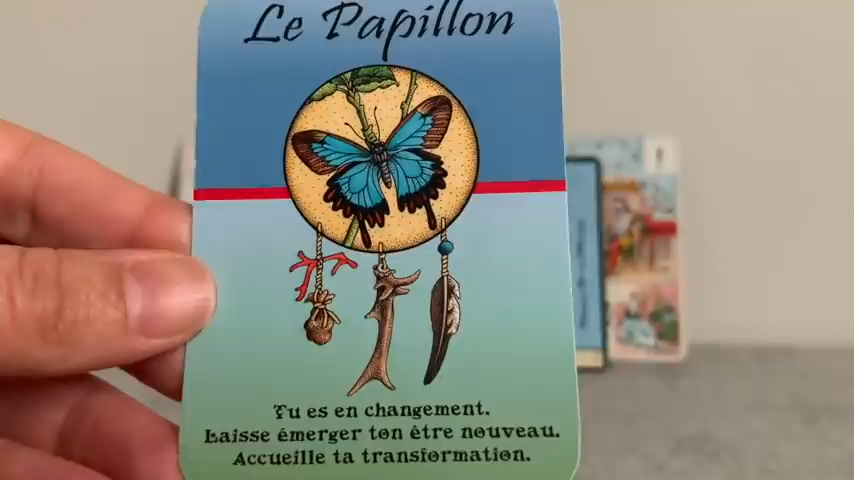 Le Papillon
Tu es en changement.
Laisse émerger ton être nouveau.
Accueille ta transformation.